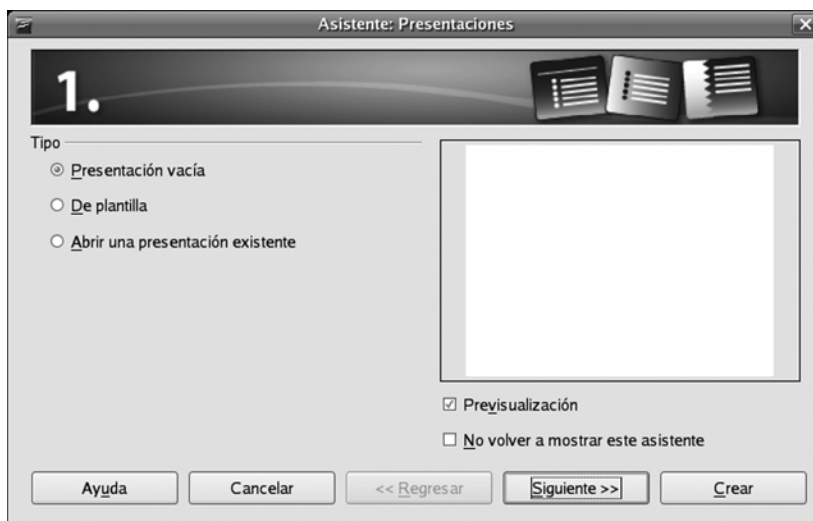 Asistente: Presentaciones
1.
Tipo
Presentación vacía
De plantilla
Abrir una presentación existente
Previsualización
No volver a mostrar este asistente
Ayuda
Cancelar
<< Regresar
Siguiente >>
Crear